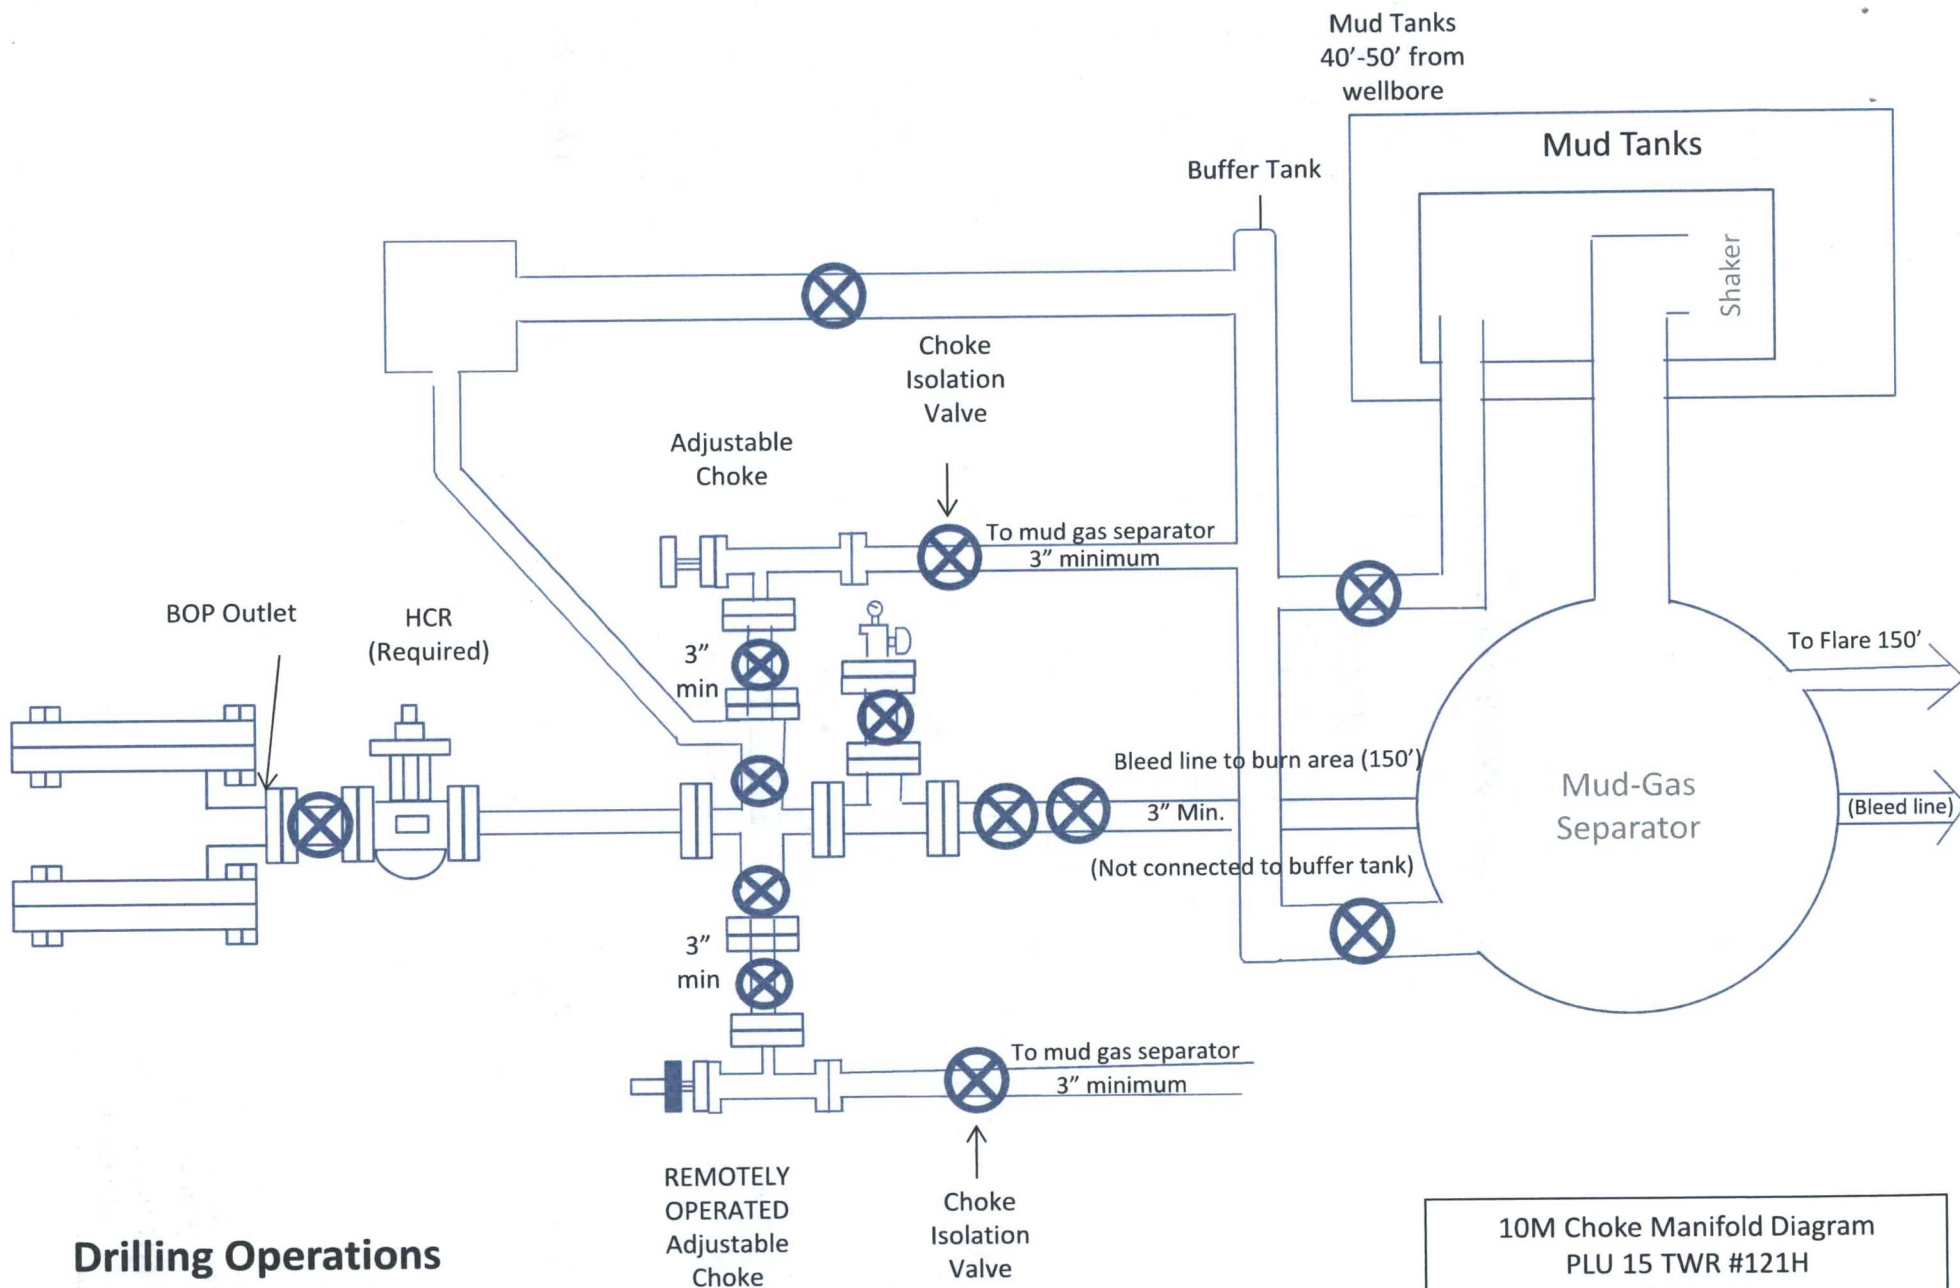 Mud Tanks
40’-50’ from
wellbore
Mud Tanks
Buffer Tank
Shaker
Choke
Isolation
Valve
Adjustable
Choke
To mud gas separator
3” minimum
BOP Outlet
HCR
(Required)
3”
min
To Flare 150’
Bleed line to burn area (150’)
3” Min.
(Not connected to buffer tank)
Mud-Gas
Separator
(Bleed line)
3”
min
To mud gas separator
3” minimum
REMOTELY
OPERATED
Adjustable
Choke
Choke
Isolation
Valve
Drilling Operations
10M Choke Manifold Diagram
PLU 15 TWR #121H